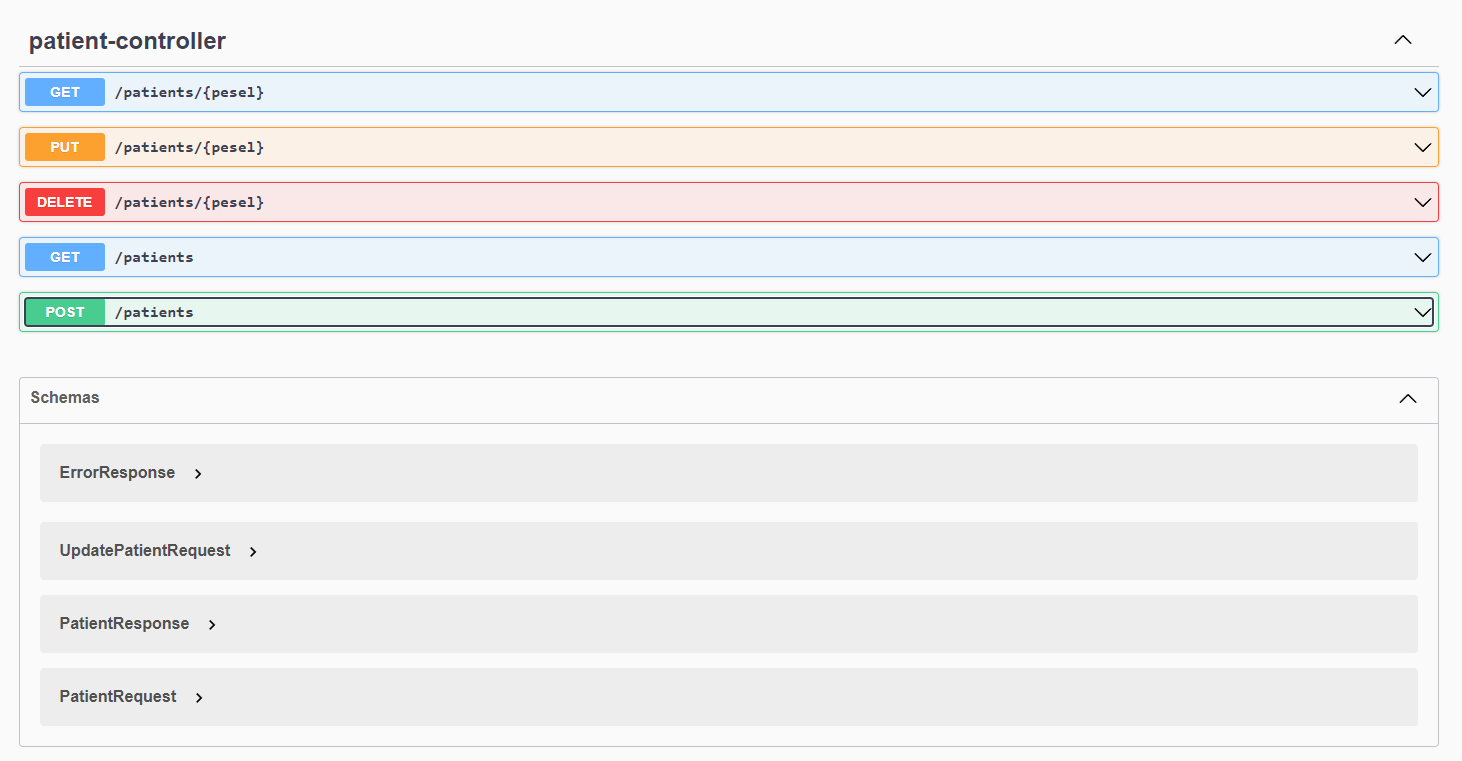 patient-controller
GET /patients/{pesel}
PUT /patients/{pesel}
DELETE /patients/{pesel}
GET /patients
POST /patients
Schemas
ErrorResponse
UpdatePatientRequest
PatientResponse
PatientRequest